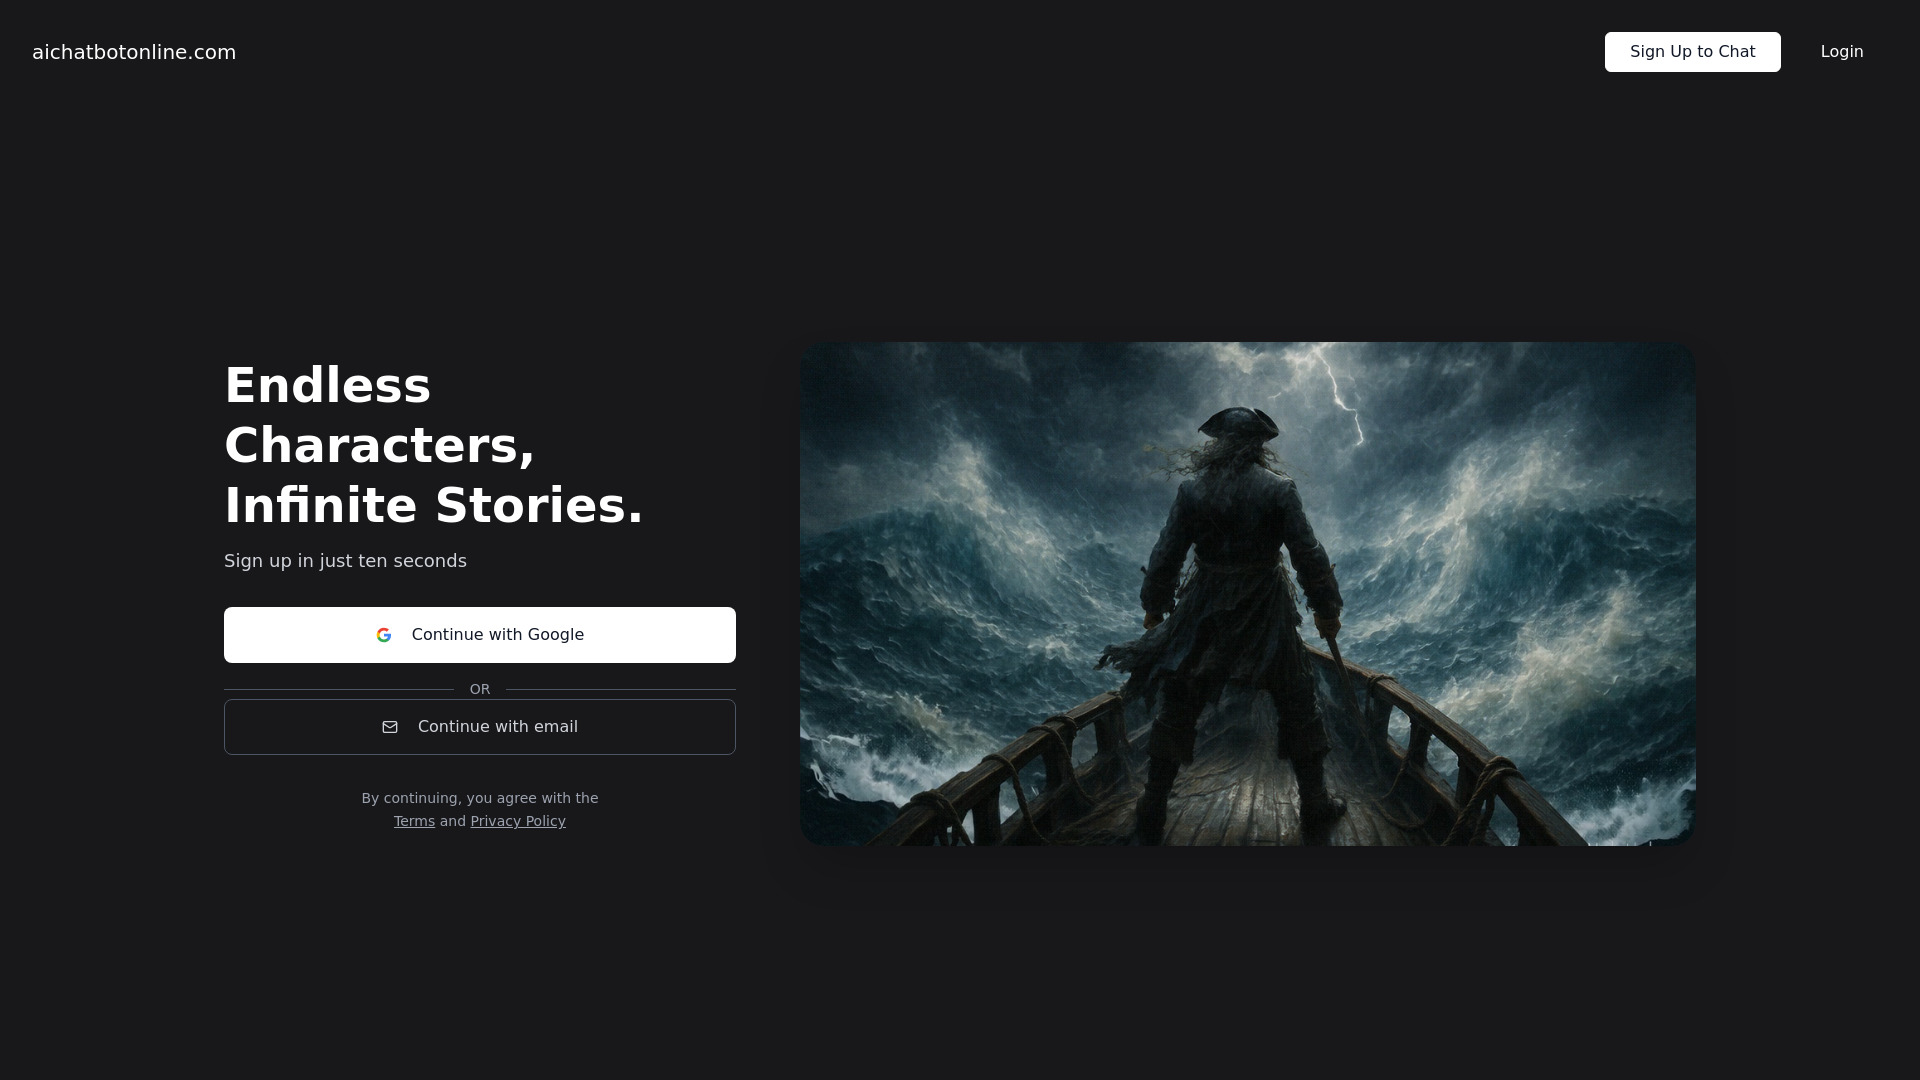 aichatbotonline.com
Sign Up to Chat
Login
Endless
Characters,
Infinite Stories.
Sign up in just ten seconds
Continue with Google
OR
Continue with email
By continuing, you agree with the
Terms and Privacy Policy